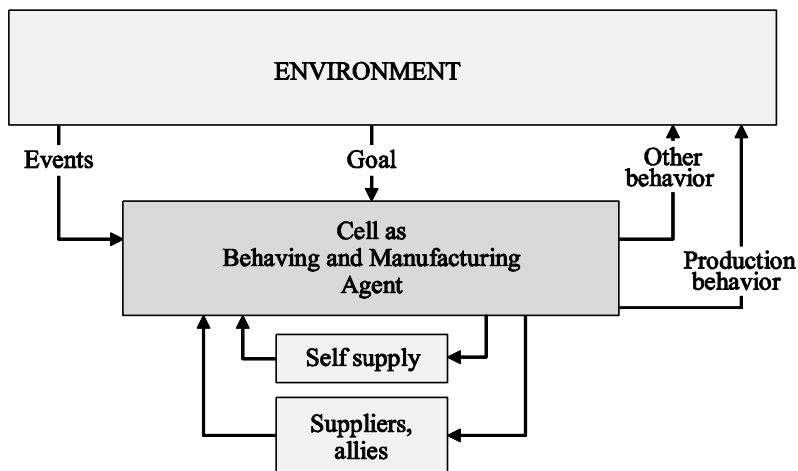 ENVIRONMENT
Events
Goal
Other
behavior
Cell as
Behaving and Manufacturing
Agent
Production
behavior
Self supply
Suppliers,
allies